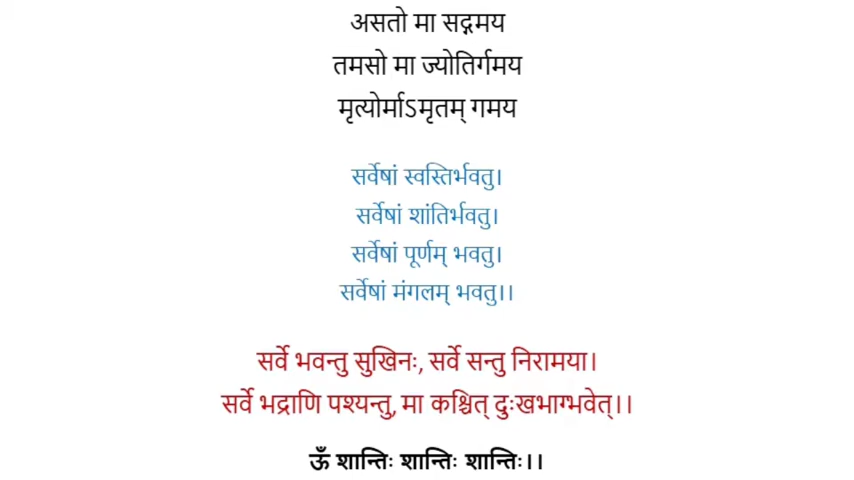 असतो मा सद्गमय
तमसो मा ज्योतिर्गमय
मृत्योर्माऽमृतम् गमय
सर्वेषां स्वस्तिर्भवतु।
सर्वेषां शांतिर्भवतु।
सर्वेषां पूर्णम् भवतु।
सर्वेषां मंगलम् भवतु।।
सर्वे भवन्तु सुखिनः, सर्वे सन्तु निरामया।
सर्वे भद्राणि पश्यन्तु, मा कश्चित् दुःखभाग्भवेत्।।
ऊँ शान्तिः शान्तिः शान्तिः।।